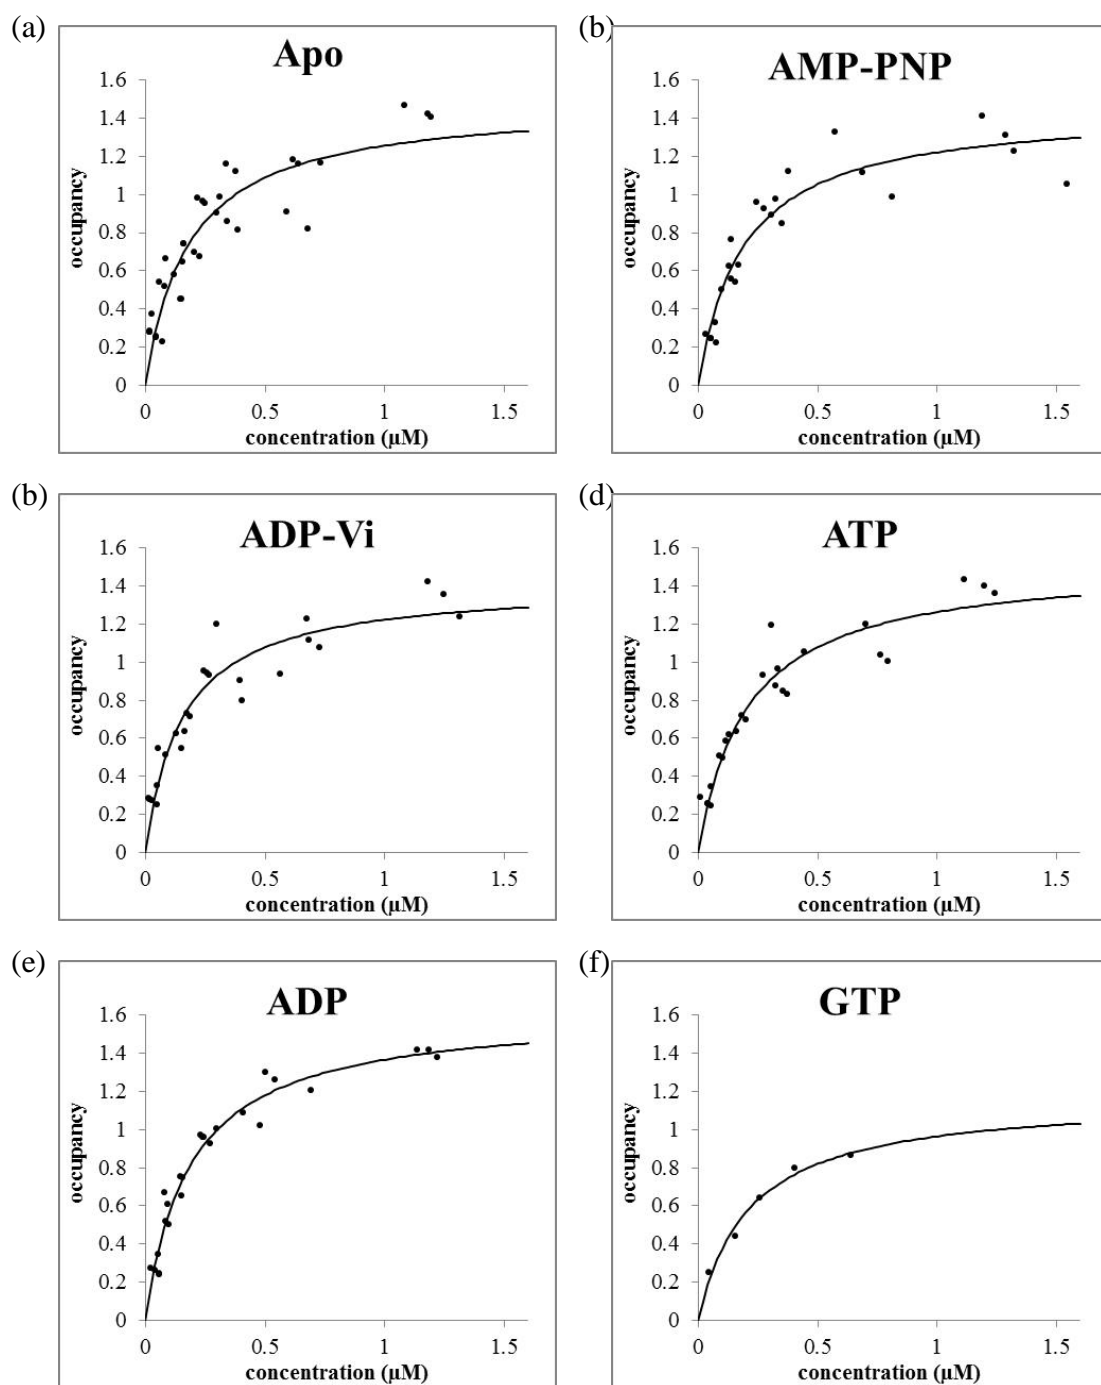 (a)
Apo
1.6
1.4
1.2
1
0.8
0.6
0.4
0.2
0
occupancy
0 0.5 1 1.5
concentration (μM)
(b)
AMP-PNP
1.6
1.4
1.2
1
0.8
0.6
0.4
0.2
0
occupancy
0 0.5 1 1.5
concentration (μM)
(b)
ADP-Vi
1.6
1.4
1.2
1
0.8
0.6
0.4
0.2
0
occupancy
0 0.5 1 1.5
concentration (μM)
(d)
ATP
1.6
1.4
1.2
1
0.8
0.6
0.4
0.2
0
occupancy
0 0.5 1 1.5
concentration (μM)
(e)
ADP
1.6
1.4
1.2
1
0.8
0.6
0.4
0.2
0
occupancy
0 0.5 1 1.5
concentration (μM)
(f)
GTP
1.6
1.4
1.2
1
0.8
0.6
0.4
0.2
0
occupancy
0 0.5 1 1.5
concentration (μM)